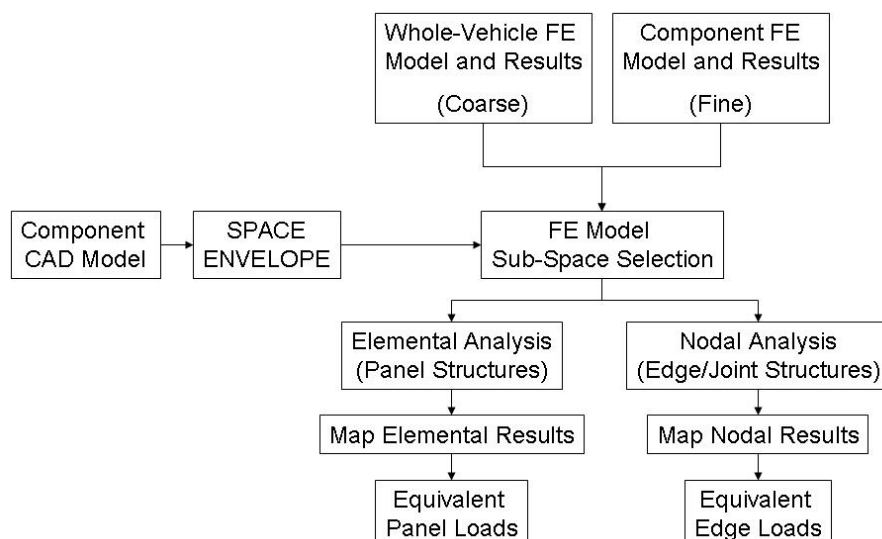 Whole-Vehicle FE
Model and Results
(Coarse)
Component FE
Model and Results
(Fine)
Component
CAD Model
SPACE
ENVELOPE
FE Model
Sub-Space Selection
Elemental Analysis
(Panel Structures)
Nodal Analysis
(Edge/Joint Structures)
Map Elemental Results
Map Nodal Results
Equivalent
Panel Loads
Equivalent
Edge Loads